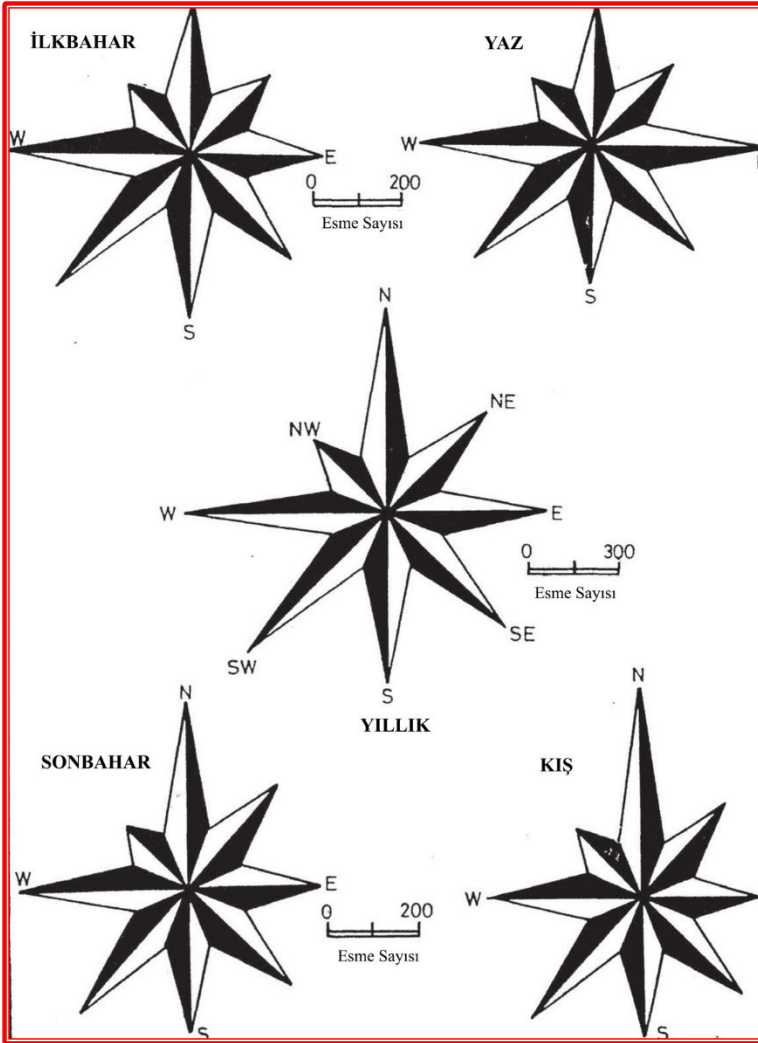 İLKBAHAR
YAZ
W
E
W
0 200
Esme Sayısı
S
S
N
NW
NE
W
E
0 300
Esme Sayısı
SW
SE
S
YILLIK
N
SONBAHAR
KIŞ
W
E
W
0 200
Esme Sayısı
S
S